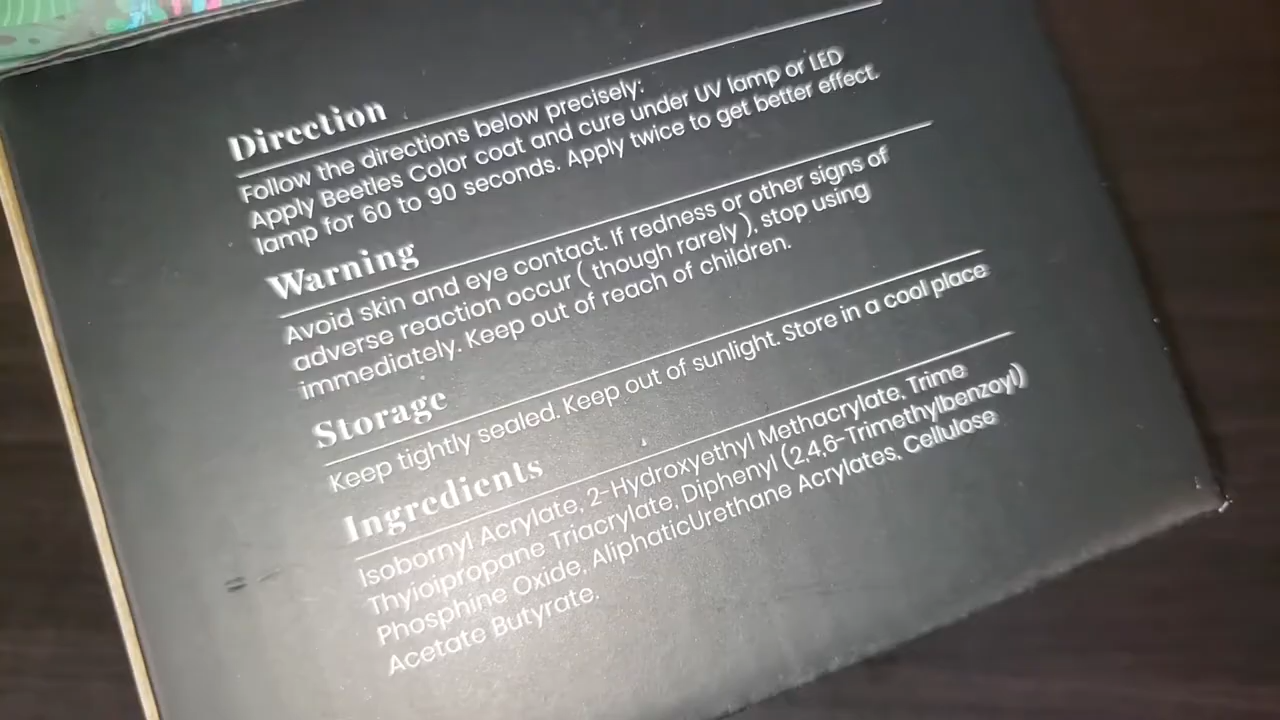 Direction
Follow the directions below precisely:
Apply Beetles Color coat and cure under UV lamp or LED
lamp for 60 to 90 seconds. Apply twice to get better effect.
Warning
Avoid skin and eye contact. If redness or other signs of
adverse reaction occur ( though rarely ), stop using
immediately. Keep out of reach of children.
Storage
Keep tightly sealed. Keep out of sunlight. Store in a cool place
Ingredients
Isobornyl Acrylate, 2-Hydroxyethyl Methacrylate, Trime
Thyioipropane Triacrylate, Diphenyl (2,4,6-Trimethylbenzoyl)
Phosphine Oxide, AliphaticUrethane Acrylates, Cellulose
Acetate Butyrate.